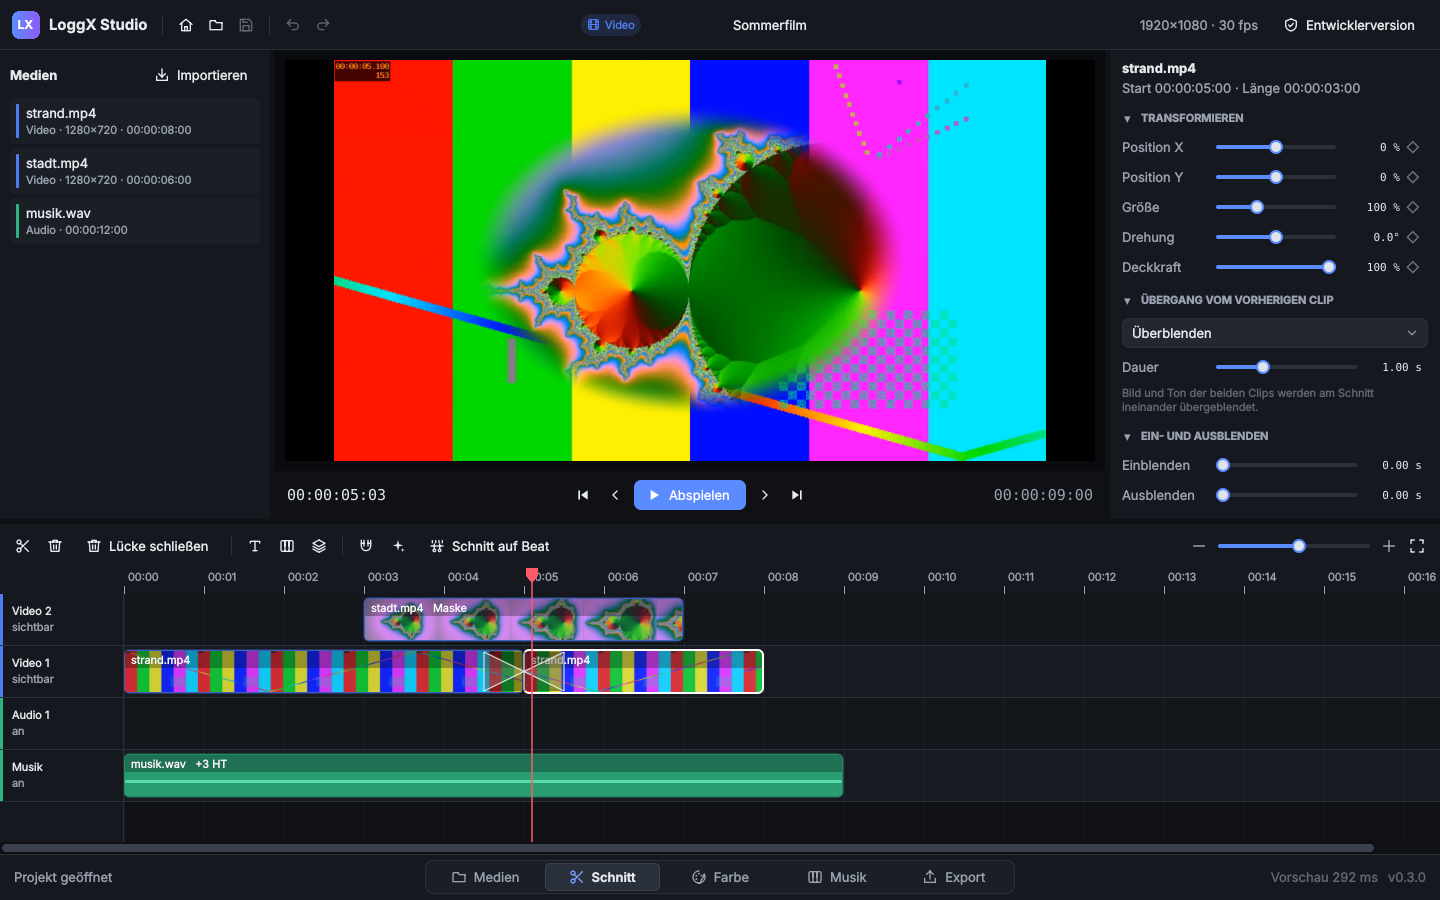 LX LoggX Studio
Video
Sommerfilm
1920×1080 · 30 fps
Entwicklerversion
Medien
Importieren
strand.mp4
Video · 1280×720 · 00:00:08:00
stadt.mp4
Video · 1280×720 · 00:00:06:00
musik.wav
Audio · 00:00:12:00
00:00:05.100
153
00:00:05:03
Abspielen
00:00:09:00
strand.mp4
Start 00:00:05:00 · Länge 00:00:03:00
TRANSFORMIEREN
Position X 0 %
Position Y 0 %
Größe 100 %
Drehung 0.0°
Deckkraft 100 %
ÜBERGANG VOM VORHERIGEN CLIP
Überblenden
Dauer 1.00 s
Bild und Ton der beiden Clips werden am Schnitt
ineinander übergeblendet.
EIN- UND AUSBLENDEN
Einblenden 0.00 s
Ausblenden 0.00 s
Lücke schließen
Schnitt auf Beat
00:00 00:01 00:02 00:03 00:04 00:05 00:06 00:07 00:08 00:09 00:10 00:11 00:12 00:13 00:14 00:15 00:16
Video 2
sichtbar
stadt.mp4 Maske
Video 1
sichtbar
strand.mp4
strand.mp4
Audio 1
an
Musik
an
musik.wav +3 HT
Projekt geöffnet
Medien
Schnitt
Farbe
Musik
Export
Vorschau 292 ms v0.3.0